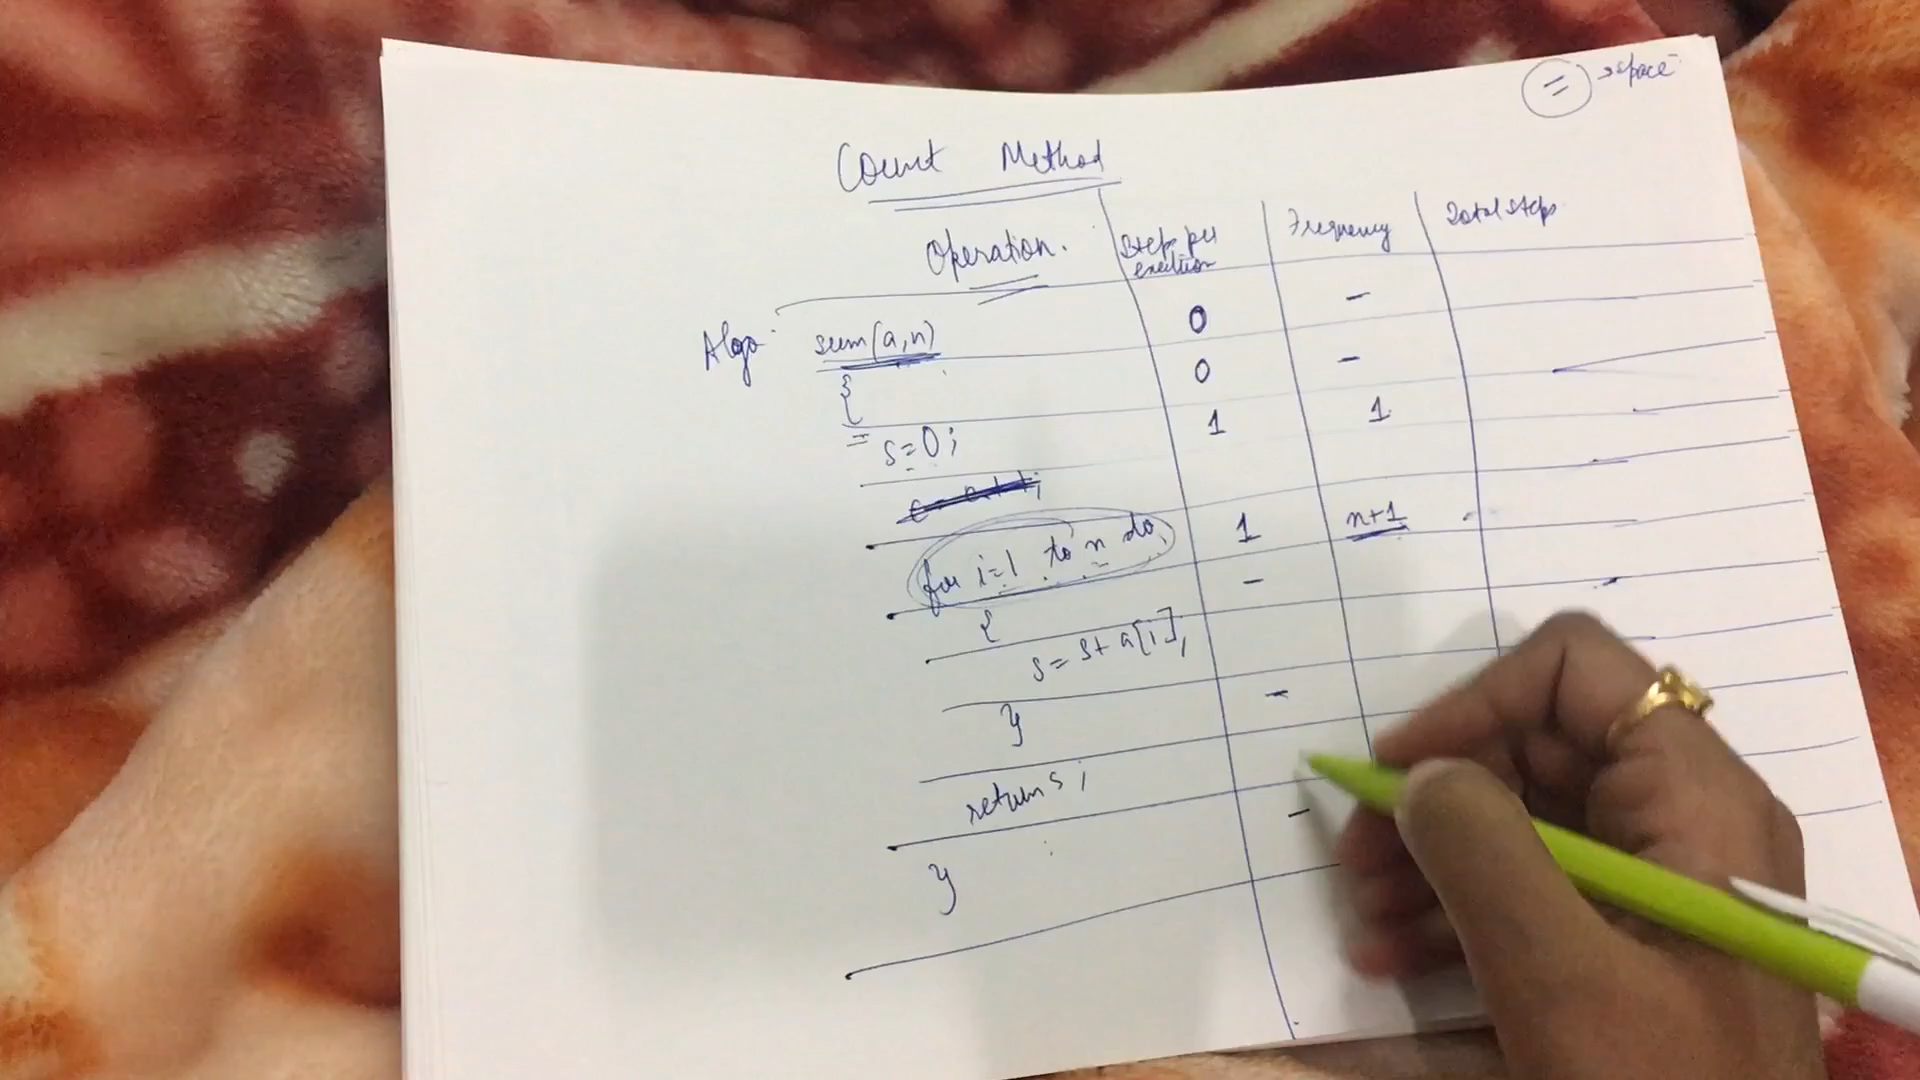 = → space
Count Method
Operation. Step per execution Frequency Total steps
Algo sum(a,n) 0 -
{ 0 -
= s=0; 1 1
for i=1 to n do, 1 n+1
{ -
s = s+ a[i];
} -
return s;
} -